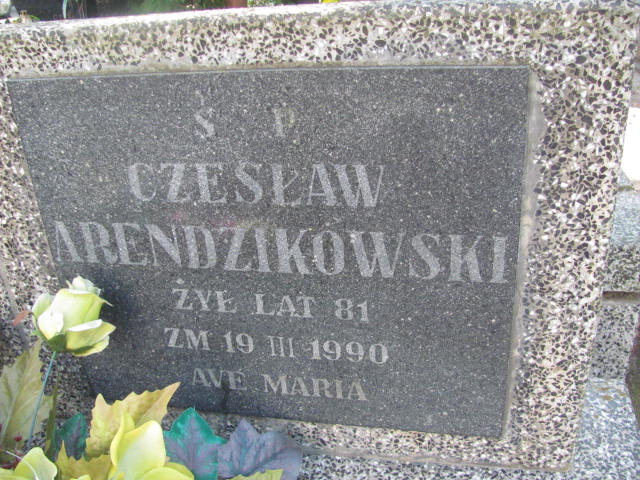 Ś P
CZESŁAW
ARENDZIKOWSKI
ŻYŁ LAT 81
ZM 19 III 1990
AVE MARIA